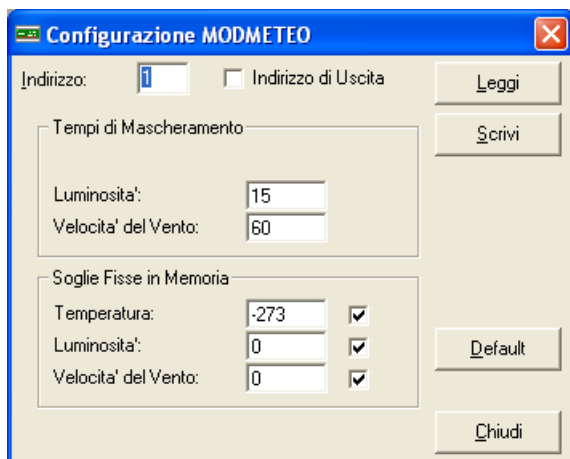 Configurazione MODMETEO
Indirizzo: 1 Indirizzo di Uscita Leggi
Scrivi
Tempi di Mascheramento
Luminosita': 15
Velocita' del Vento: 60
Soglie Fisse in Memoria
Temperatura: -273
Luminosita': 0
Velocita' del Vento: 0
Default
Chiudi